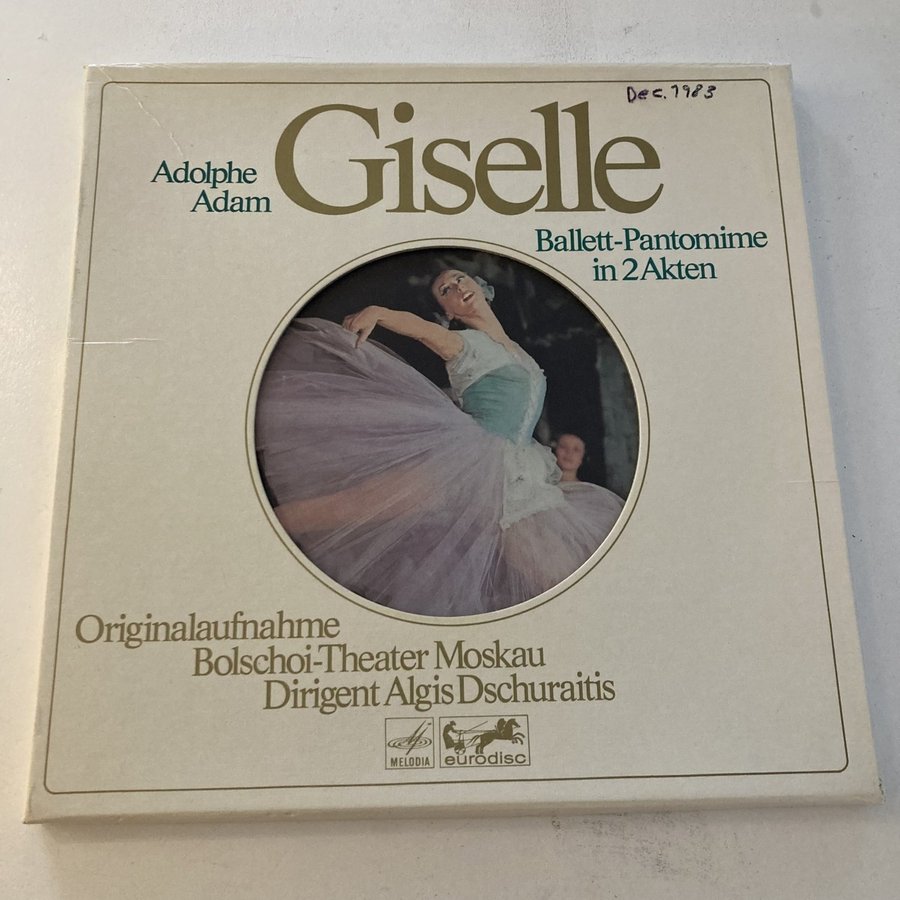 Dec. 1983
Giselle
Adolphe
Adam
Ballett-Pantomime
in 2 Akten
Originalaufnahme
Bolschoi-Theater Moskau
Dirigent Algis Dschuraitis
MELODIA
eurodisc